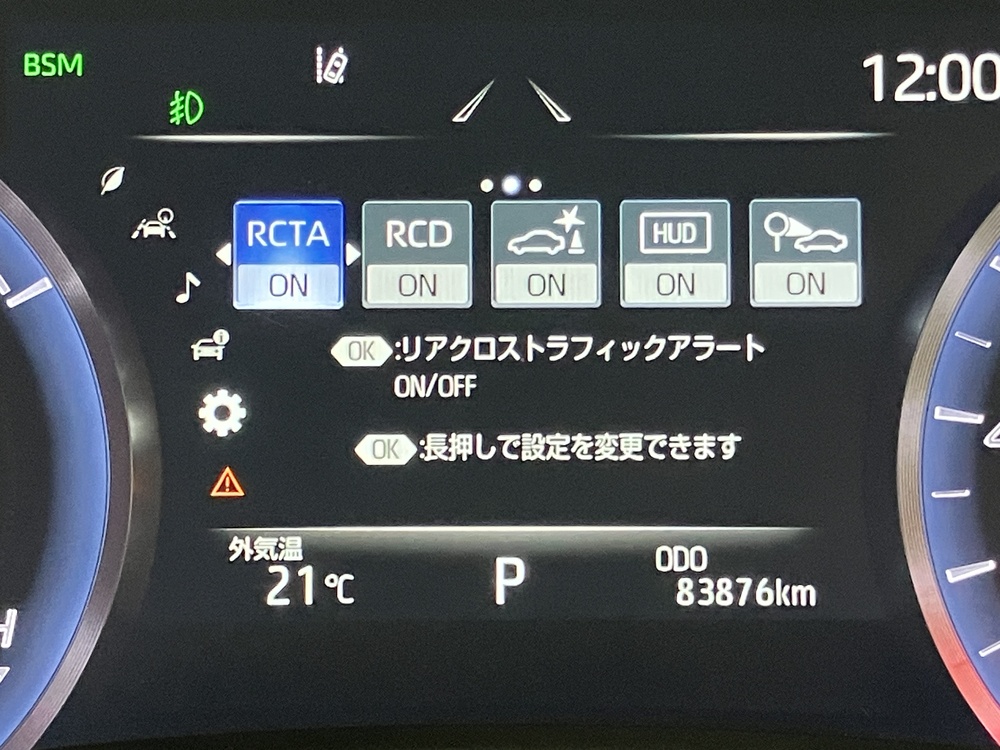 BSM
12:00
RCTA
RCD
HUD
ON
ON
ON
ON
ON
OK :リアクロストラフィックアラート
ON/OFF
OK :長押しで設定を変更できます
外気温
21℃
P
ODO
83876km
H